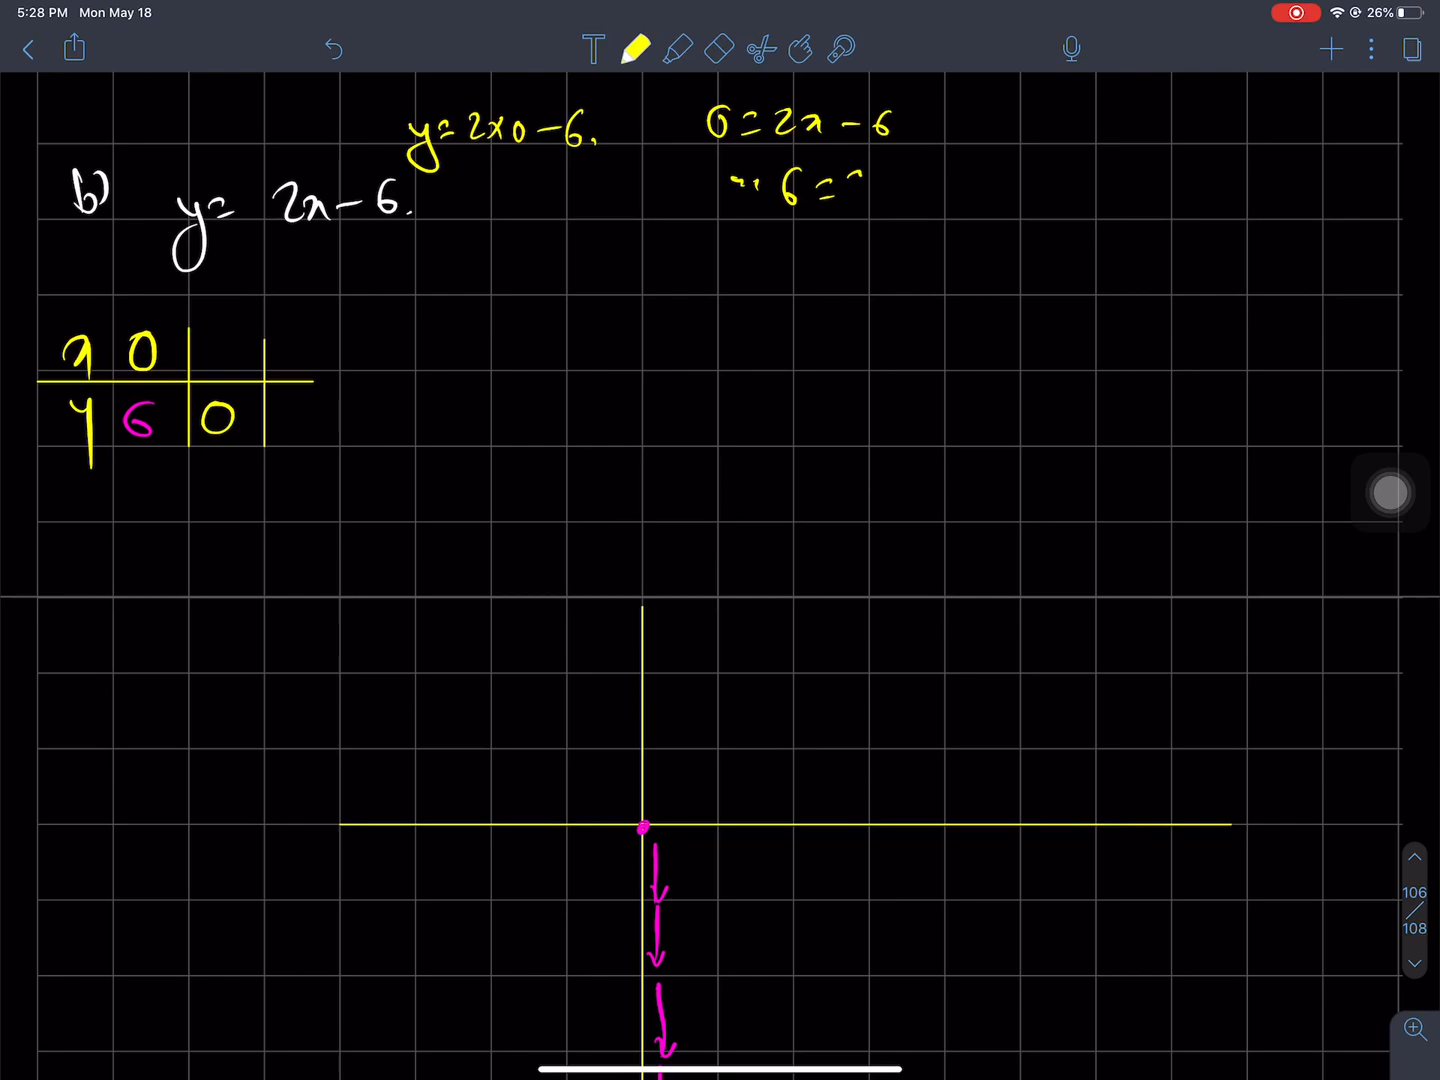 5:28 PM Mon May 18
26%
T
y = 2x0 - 6.
0 = 2x - 6
6 =
b) y = 2x - 6.
x 0
y 6 0
106
108